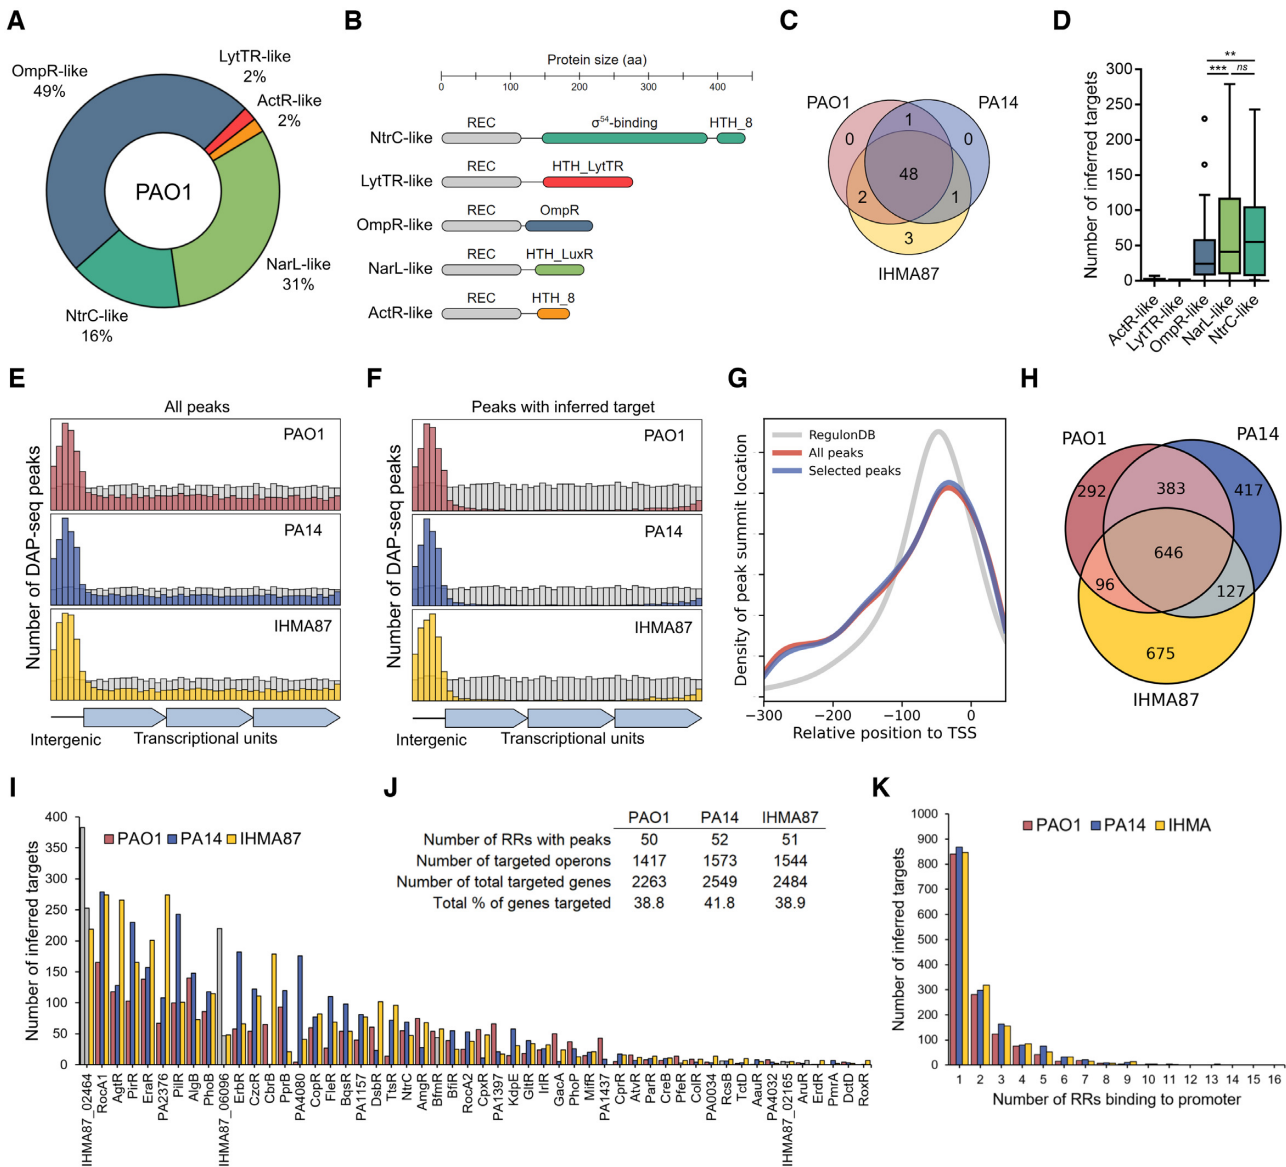 A
LytTR-like
2%
OmpR-like
49%
ActR-like
2%
PAO1
NarL-like
31%
NtrC-like
16%
B
Protein size (aa)
0 100 200 300 400
NtrC-like REC σ54-binding HTH_8
LytTR-like REC HTH_LytTR
OmpR-like REC OmpR
NarL-like REC HTH_LuxR
ActR-like REC HTH_8
C
PAO1 PA14
0 1 0
48
2 1
3
IHMA87
D
Number of inferred targets
300
250
200
150
100
50
0
**
*** ns
ActR-like
LytTR-like
OmpR-like
NarL-like
NtrC-like
E
All peaks
Number of DAP-seq peaks
PAO1
PA14
IHMA87
Intergenic Transcriptional units
F
Peaks with inferred target
Number of DAP-seq peaks
PAO1
PA14
IHMA87
Intergenic Transcriptional units
G
Density of peak summit location
RegulonDB
All peaks
Selected peaks
−300 −200 −100 0
Relative position to TSS
H
PAO1 PA14
292 383 417
646
96 127
675
IHMA87
I
Number of inferred targets
400
350
300
250
200
150
100
50
0
PAO1 PA14 IHMA87
IHMA87_02464
RocA1
AgtR
PirR
EraR
PA2376
PilR
AlgB
PhoB
IHMA87_06096
ErbR
CzcR
CbrB
PprB
PA4080
CopR
FleR
BqsR
PA1157
DsbR
TtsR
NtrC
AmgR
BfmR
BfiR
RocA2
CpxR
PA1397
KdpE
GltR
IrlR
GacA
PhoP
MifR
PA1437
CprR
AlgR
ParR
CreB
PfeR
ColR
PA0034
RcsB
TctD
AauR
PA4032
IHMA87_02165
AruR
ErdR
PmrA
DctD
RoxR
J
PAO1 PA14 IHMA87
Number of RRs with peaks 50 52 51
Number of targeted operons 1417 1573 1544
Number of total targeted genes 2263 2549 2484
Total % of genes targeted 38.8 41.8 38.9
K
Number of inferred targets
1000
900
800
700
600
500
400
300
200
100
0
PAO1 PA14 IHMA
1 2 3 4 5 6 7 8 9 10 11 12 13 14 15 16
Number of RRs binding to promoter